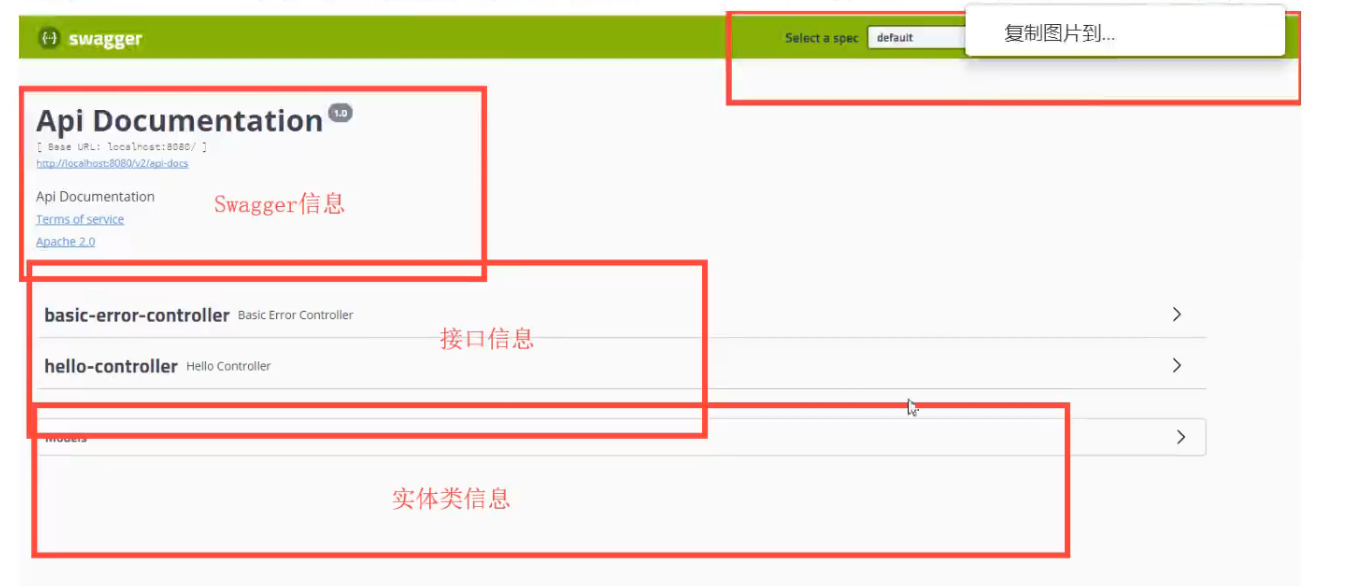 swagger
Select a spec default
复制图片到...
Api Documentation 1.0
[ Base URL: localhost:8080/ ]
http://localhost:8080/v2/api-docs
Api Documentation
Swagger信息
Terms of service
Apache 2.0
basic-error-controller Basic Error Controller
接口信息
hello-controller Hello Controller
Models
实体类信息